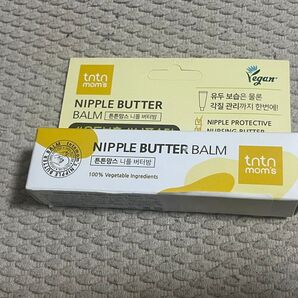 tntn
mom's
Vegan
NIPPLE BUTTER
BALM
유두 보습은 물론
각질 관리까지 한번에!
NIPPLE PROTECTIVE
NURSING BUTTER
NIPPLE BUTTER BALM
튼튼맘스 니플 버터밤
100% Vegetable Ingredients
tntn
mom's